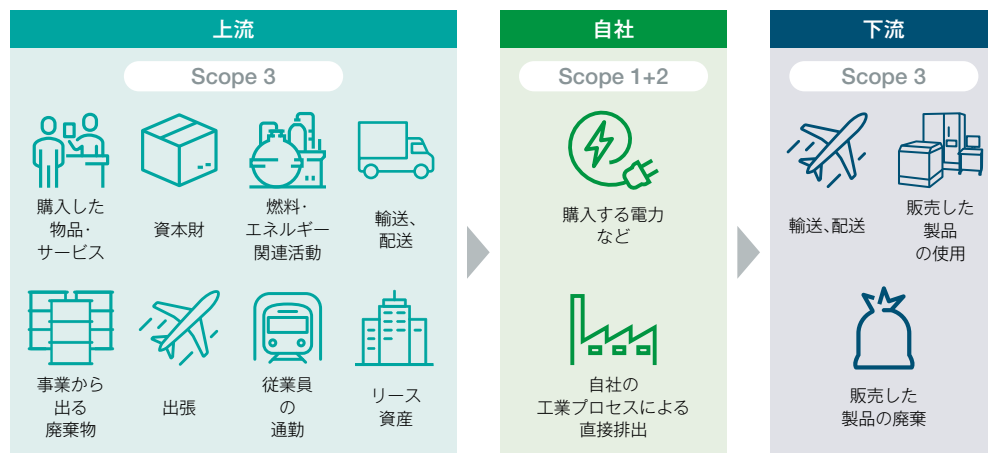 上流
Scope 3
購入した
物品・
サービス
資本財
燃料・
エネルギー
関連活動
輸送、
配送
事業から
出る
廃棄物
出張
従業員
の
通勤
リース
資産
自社
Scope 1+2
購入する電力
など
自社の
工業プロセスによる
直接排出
下流
Scope 3
輸送、配送
販売した
製品
の使用
販売した
製品の廃棄